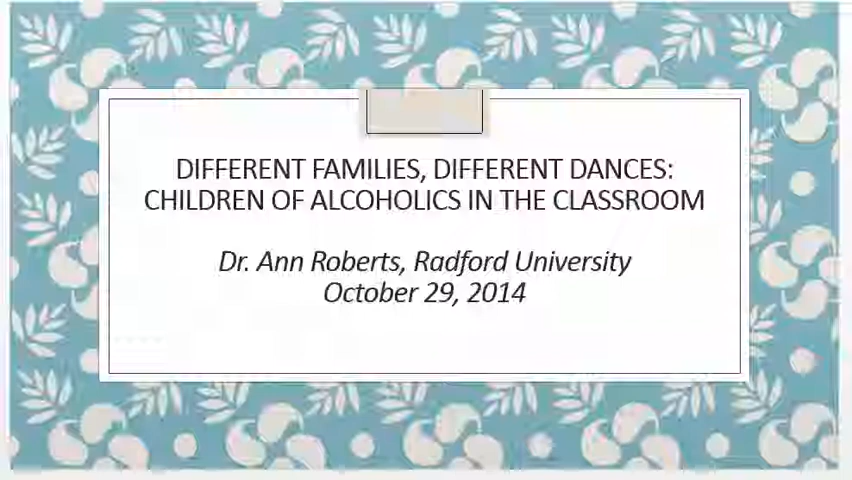 DIFFERENT FAMILIES, DIFFERENT DANCES:
CHILDREN OF ALCOHOLICS IN THE CLASSROOM
Dr. Ann Roberts, Radford University
October 29, 2014